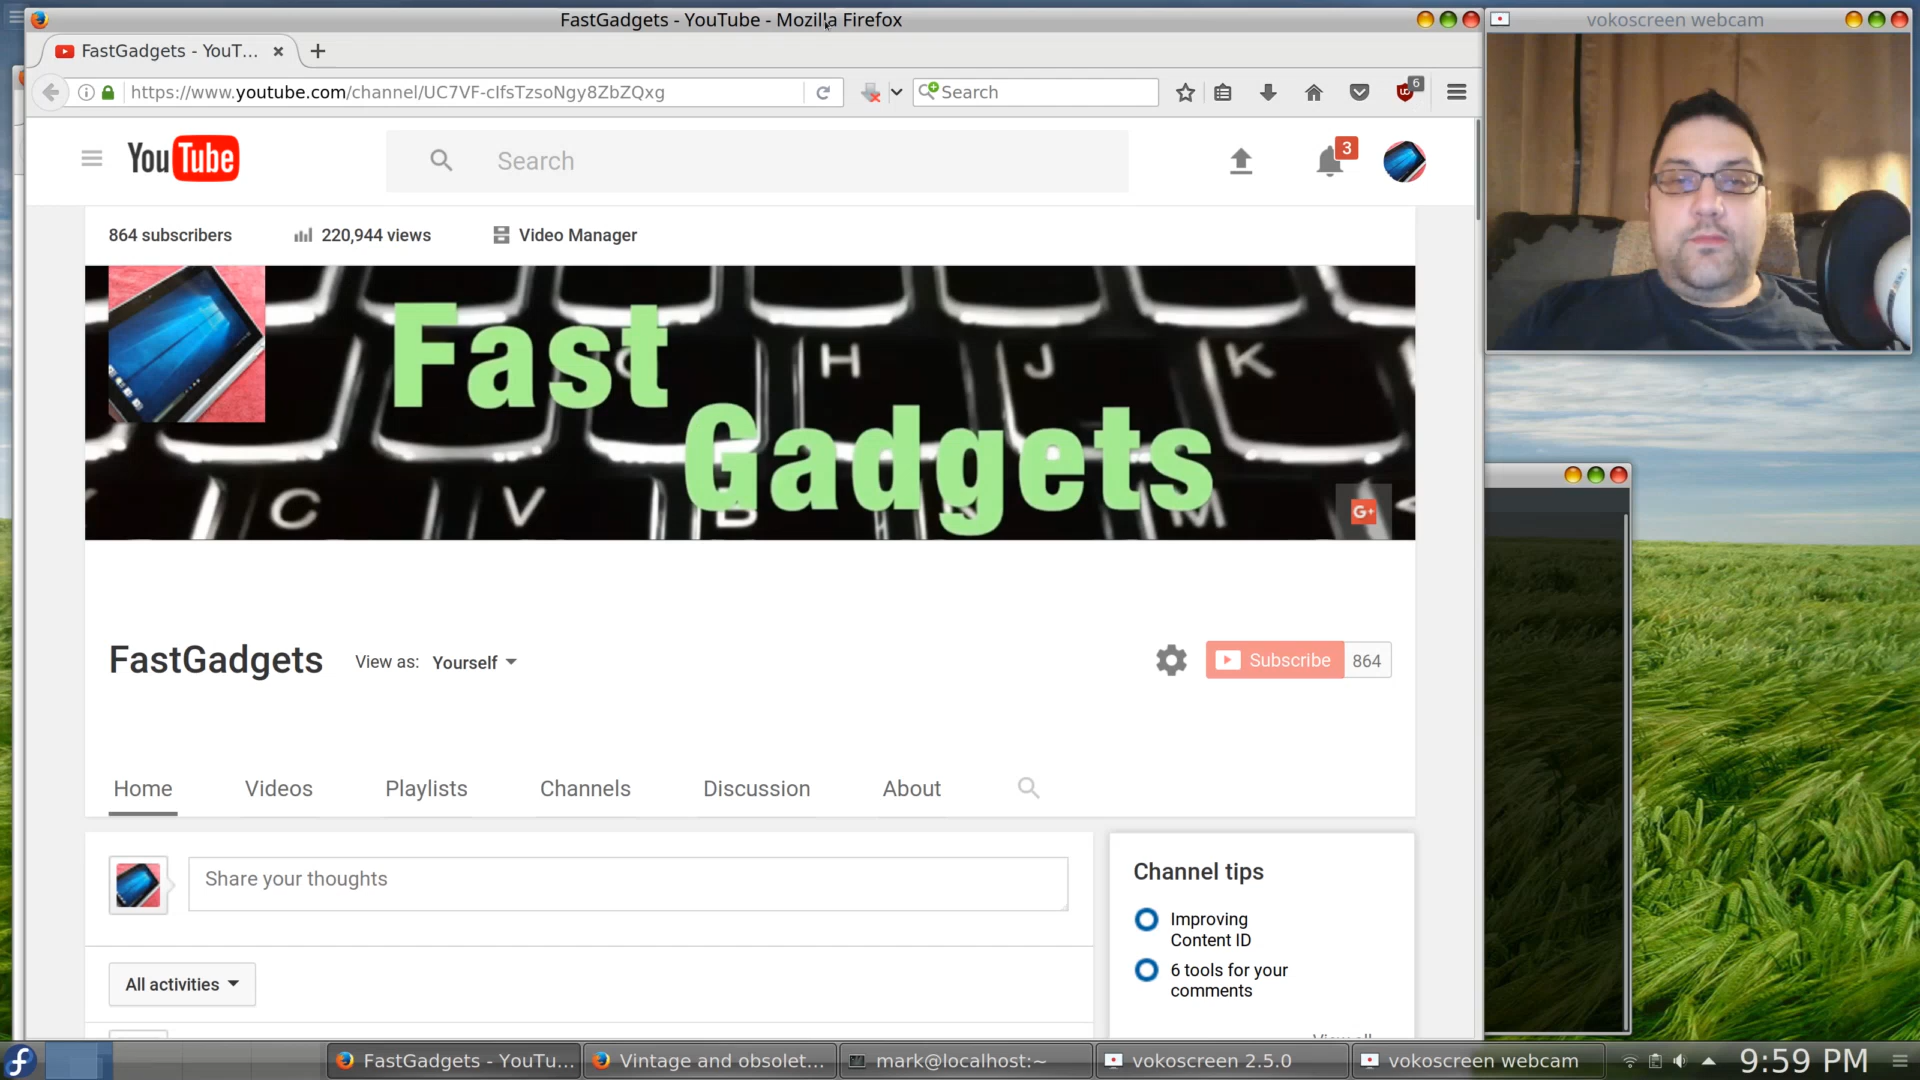 FastGadgets - YouTube - Mozilla Firefox
vokoscreen webcam
FastGadgets - YouT...
https://www.youtube.com/channel/UC7VF-cIfsTzsoNgy8ZbZQxg
Search
6
YouTube
Search
3
864 subscribers
220,944 views
Video Manager
Fast
Gadgets
H
J
K
C
V
B
M
G+
FastGadgets
View as: Yourself
Subscribe 864
Home
Videos
Playlists
Channels
Discussion
About
Share your thoughts
Channel tips
Improving
Content ID
6 tools for your
comments
All activities
FastGadgets - YouTu...
Vintage and obsolet...
mark@localhost:~
vokoscreen 2.5.0
vokoscreen webcam
9:59 PM